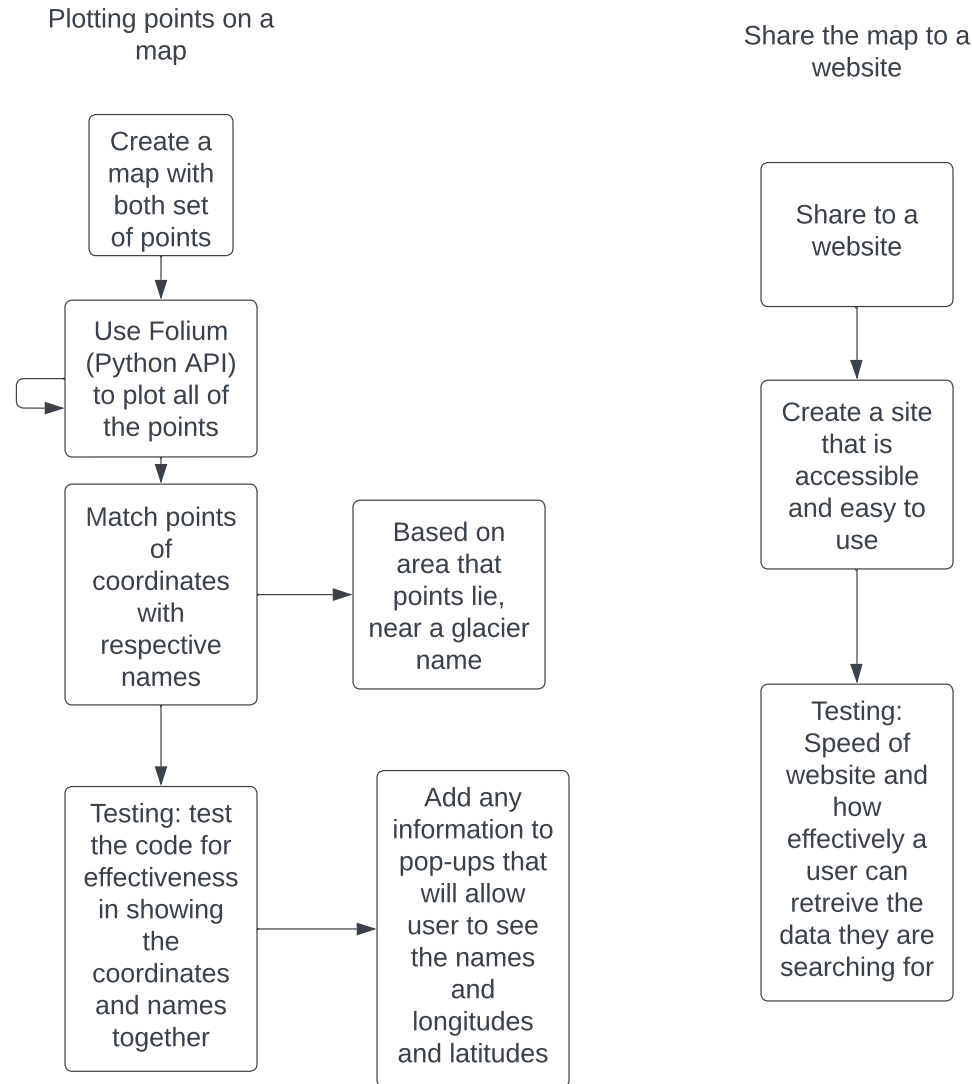 Plotting points on a
map
Create a
map with
both set
of points
Use Folium
(Python API)
to plot all of
the points
Match points
of
coordinates
with
respective
names
Based on
area that
points lie,
near a glacier
name
Testing: test
the code for
effectiveness
in showing
the
coordinates
and names
together
Add any
information to
pop-ups that
will allow
user to see
the names
and
longitudes
and latitudes
Share the map to a
website
Share to a
website
Create a site
that is
accessible
and easy to
use
Testing:
Speed of
website and
how
effectively a
user can
retreive the
data they are
searching for